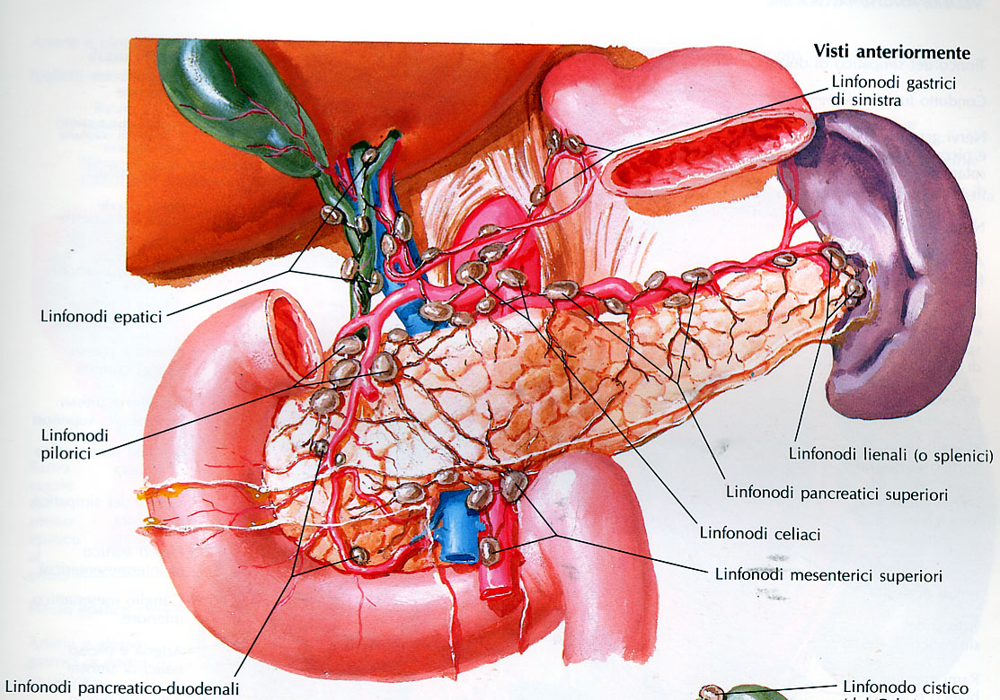 Visti anteriormente
Linfonodi gastrici
di sinistra
Linfonodi epatici
Linfonodi
pilorici
Linfonodi lienali (o splenici)
Linfonodi pancreatici superiori
Linfonodi celiaci
Linfonodi mesenterici superiori
Linfonodi pancreatico-duodenali
Linfonodo cistico